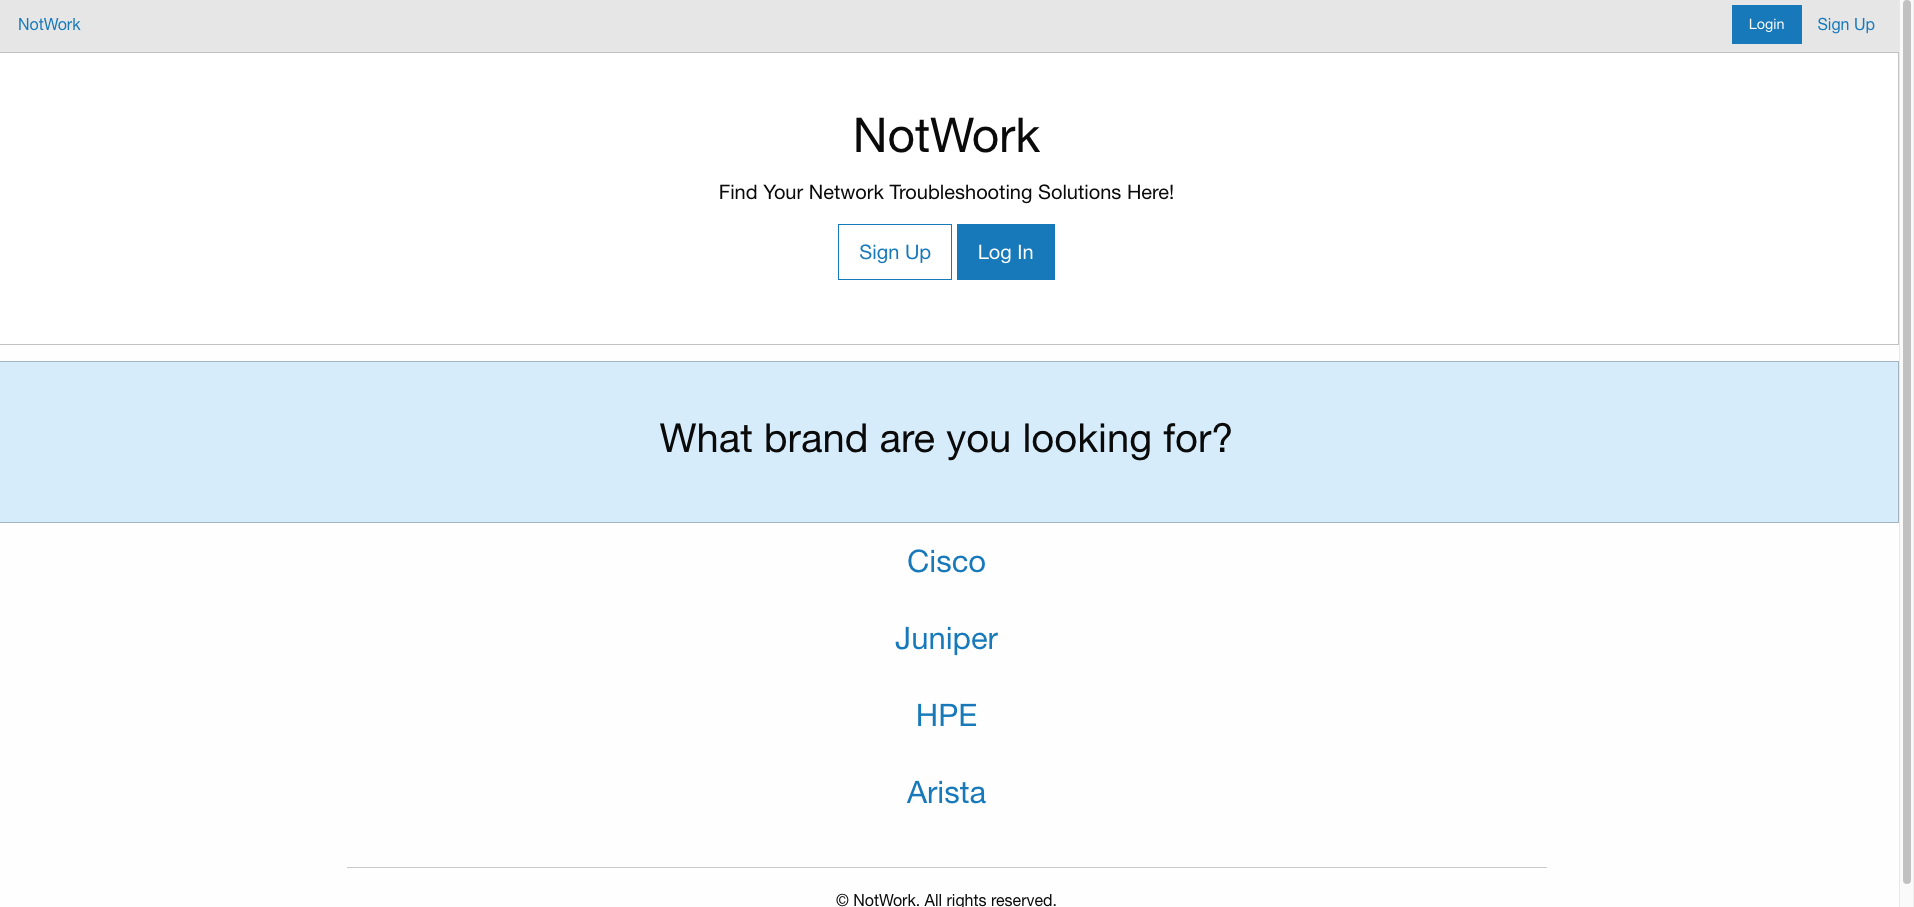 NotWork Login Sign Up
NotWork
Find Your Network Troubleshooting Solutions Here!
Sign Up Log In
What brand are you looking for?
Cisco
Juniper
HPE
Arista
© NotWork. All rights reserved.